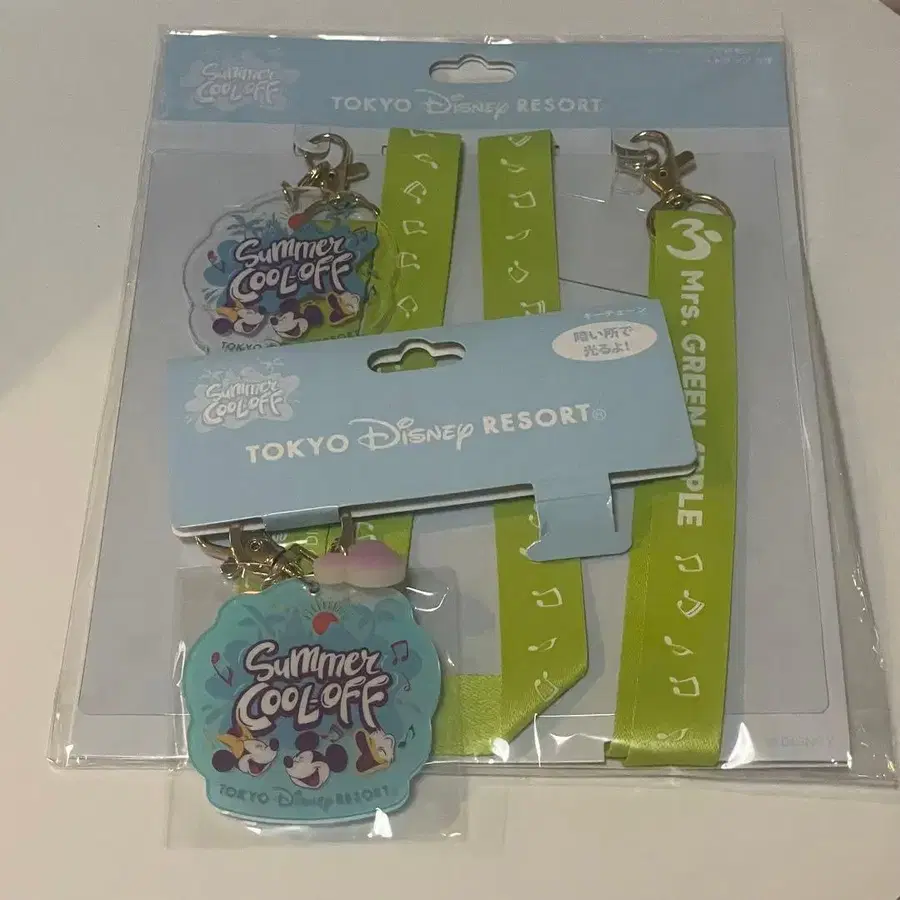 Summer
COOL-OFF
TOKYO Disney RESORT
Summer
COOL-OFF
TOKYO
Mrs. GREEN APPLE
キーチェーン
暗い所で
光るよ!
Summer
COOL-OFF
TOKYO Disney RESORT®
Summer
COOL-OFF
TOKYO Disney RESORT
© DISNEY